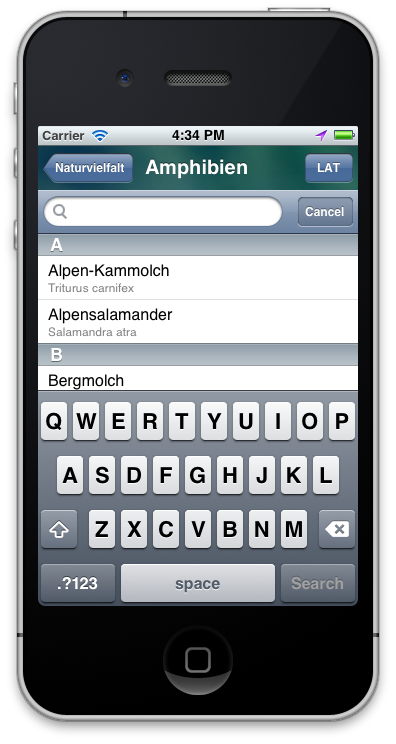 Carrier 4:34 PM
Naturvielfalt Amphibien LAT
Cancel
A
Alpen-Kammolch
Triturus carnifex
Alpensalamander
Salamandra atra
B
Bergmolch
Q W E R T Y U I O P
A S D F G H J K L
Z X C V B N M
.?123 space Search